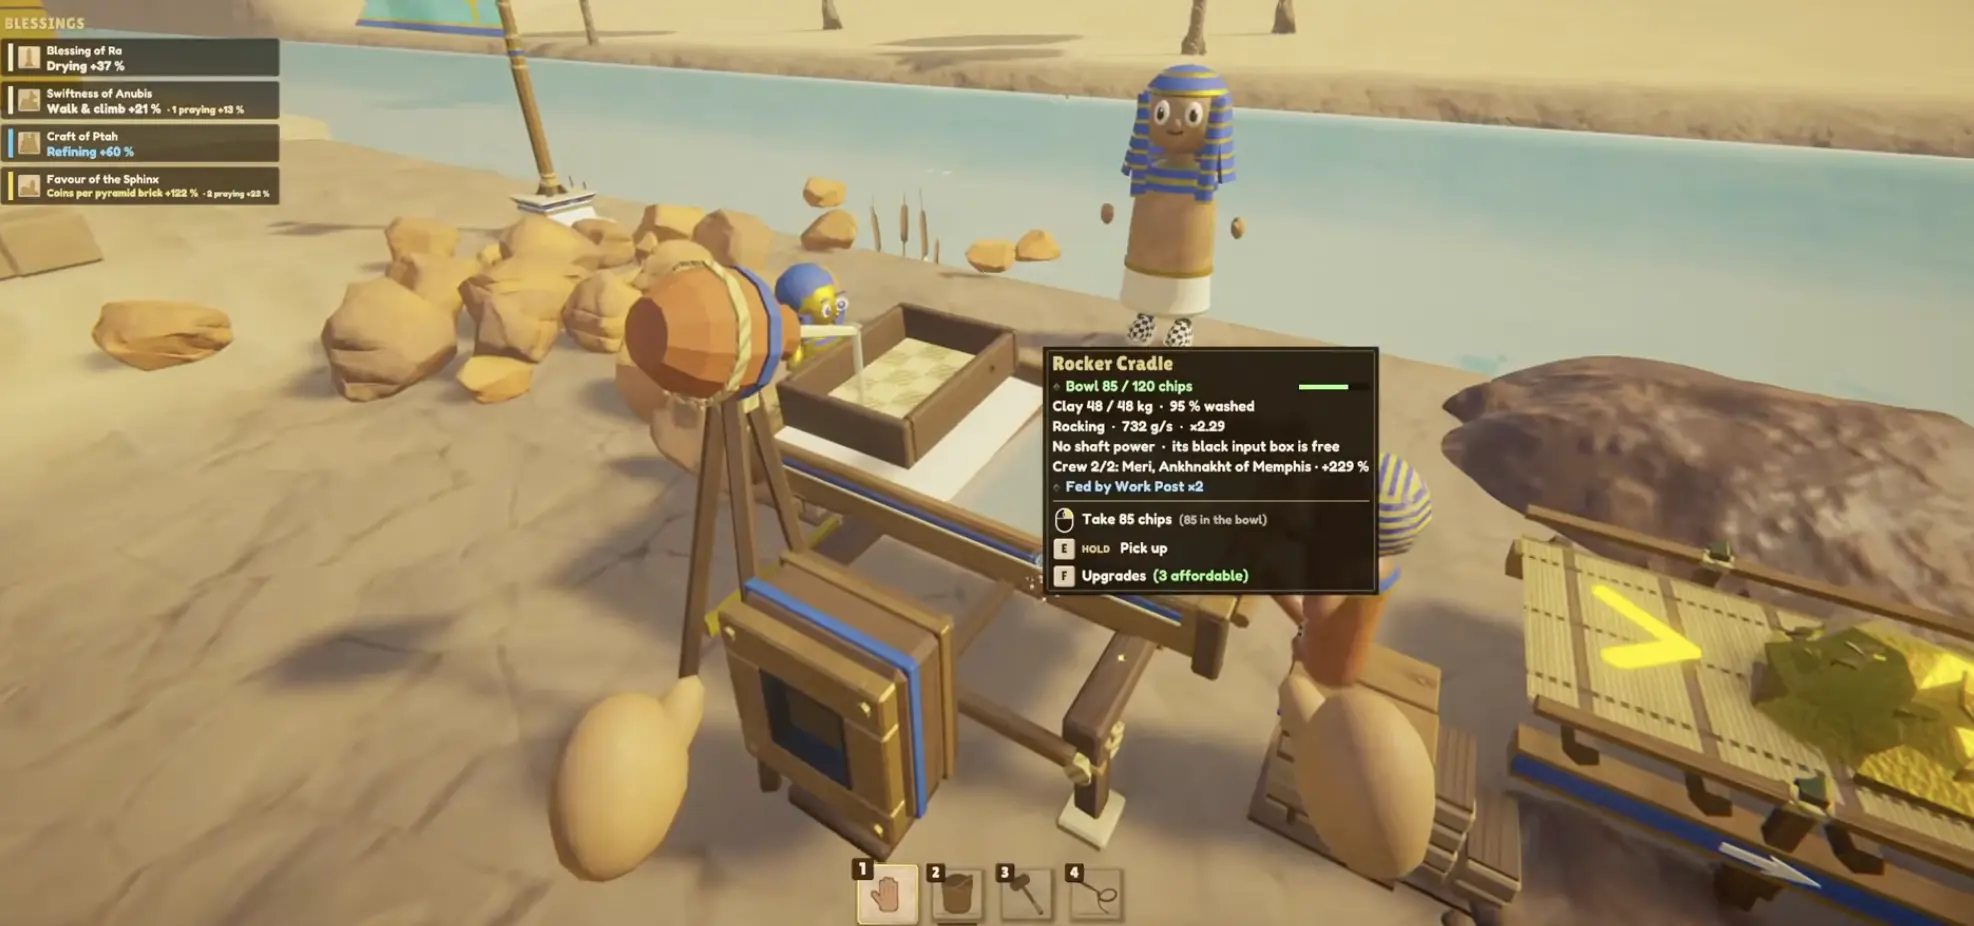 BLESSINGS
Blessing of Ra
Drying +37 %
Swiftness of Anubis
Walk & climb +21 % · 1 praying +13 %
Craft of Ptah
Refining +60 %
Favour of the Sphinx
Coins per pyramid brick +122 % · 2 praying +23 %
Rocker Cradle
Bowl 85 / 120 chips
Clay 48 / 48 kg · 95 % washed
Rocking · 732 g/s · x2.29
No shaft power · its black input box is free
Crew 2/2: Meri, Ankhnakht of Memphis · +229 %
Fed by Work Post x2
Take 85 chips (85 in the bowl)
E HOLD Pick up
F Upgrades (3 affordable)
1 2 3 4